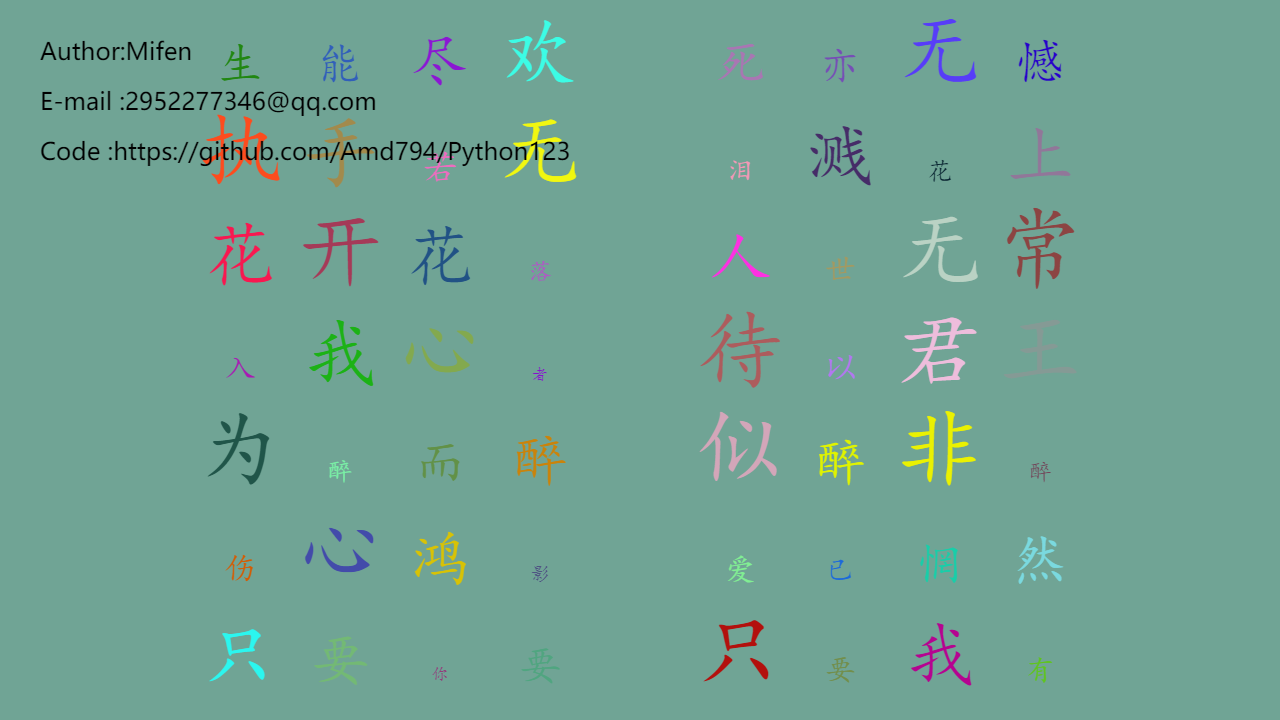 Author:Mifen
E-mail :2952277346@qq.com
Code :https://github.com/Amd794/Python123
生能尽欢 死亦无憾
执手若无 泪溅花上
花开花落 人世无常
入我心者 待以君王
为醉而醉 似醉非醉
伤心鸿影 爱已惘然
只要你要 只要我有